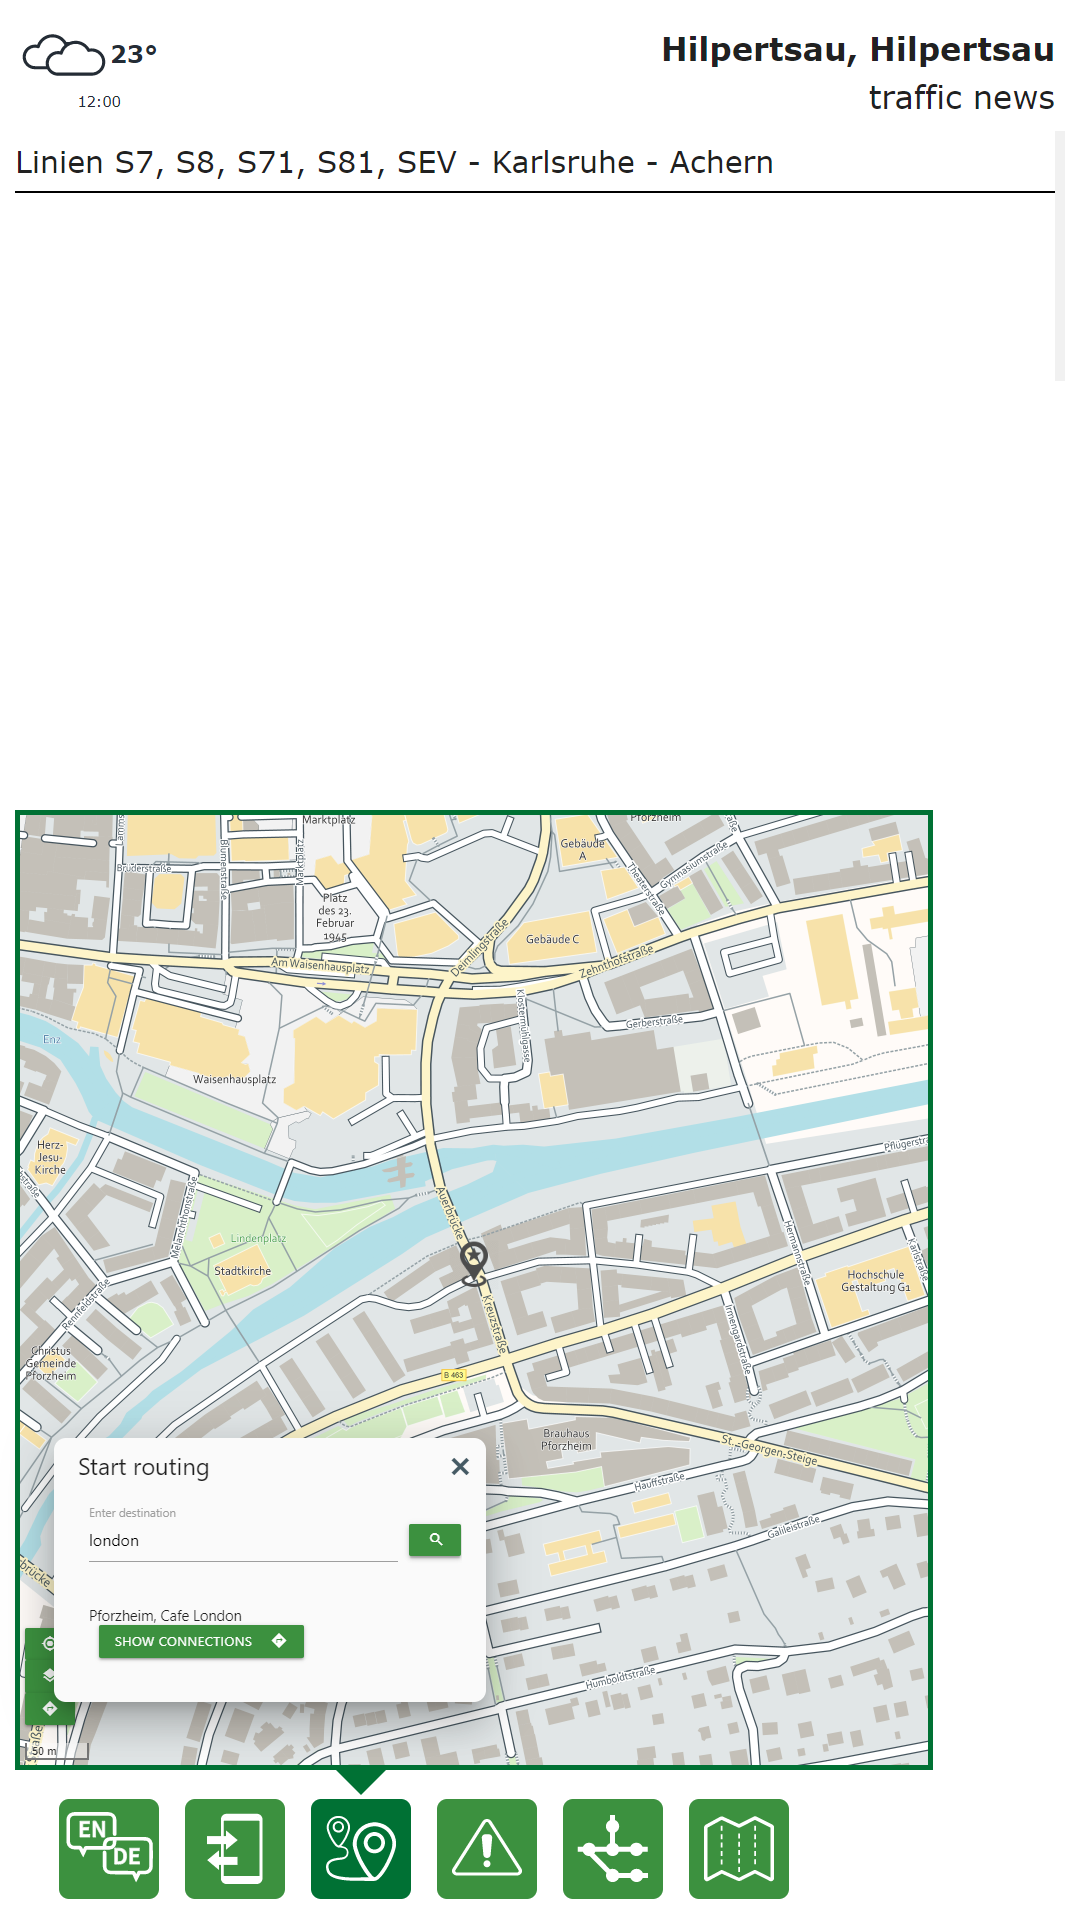 23°
12:00
Hilpertsau, Hilpertsau
traffic news
Linien S7, S8, S71, S81, SEV - Karlsruhe - Achern
Marktplatz
Pforzheim
Gebäude
A
Bruderstraße
Blumenstraße
Marktplatz
Theaterstraße
Gymnasiumstraße
Platz
des 23.
Februar
1945
Gebäude C
Deimlingstraße
Am Waisenhausplatz
Zehnthofstraße
Klostermühlgasse
Gerberstraße
Enz
Waisenhausplatz
Herz-
Jesu-
Kirche
Melanchthonstraße
Auerbrücke
Lindenplatz
Stadtkirche
Hermannstraße
Karlstraße
Hochschule
Gestaltung G1
Rennfeldstraße
Kreuzstraße
Irmengardstraße
Christus
Gemeinde
Pforzheim
B 463
Brauhaus
Pforzheim
St.-Georgen-Steige
Hauffstraße
Galileistraße
Humboldtstraße
Start routing
Enter destination
london
Pforzheim, Cafe London
SHOW CONNECTIONS
50 m
EN
DE